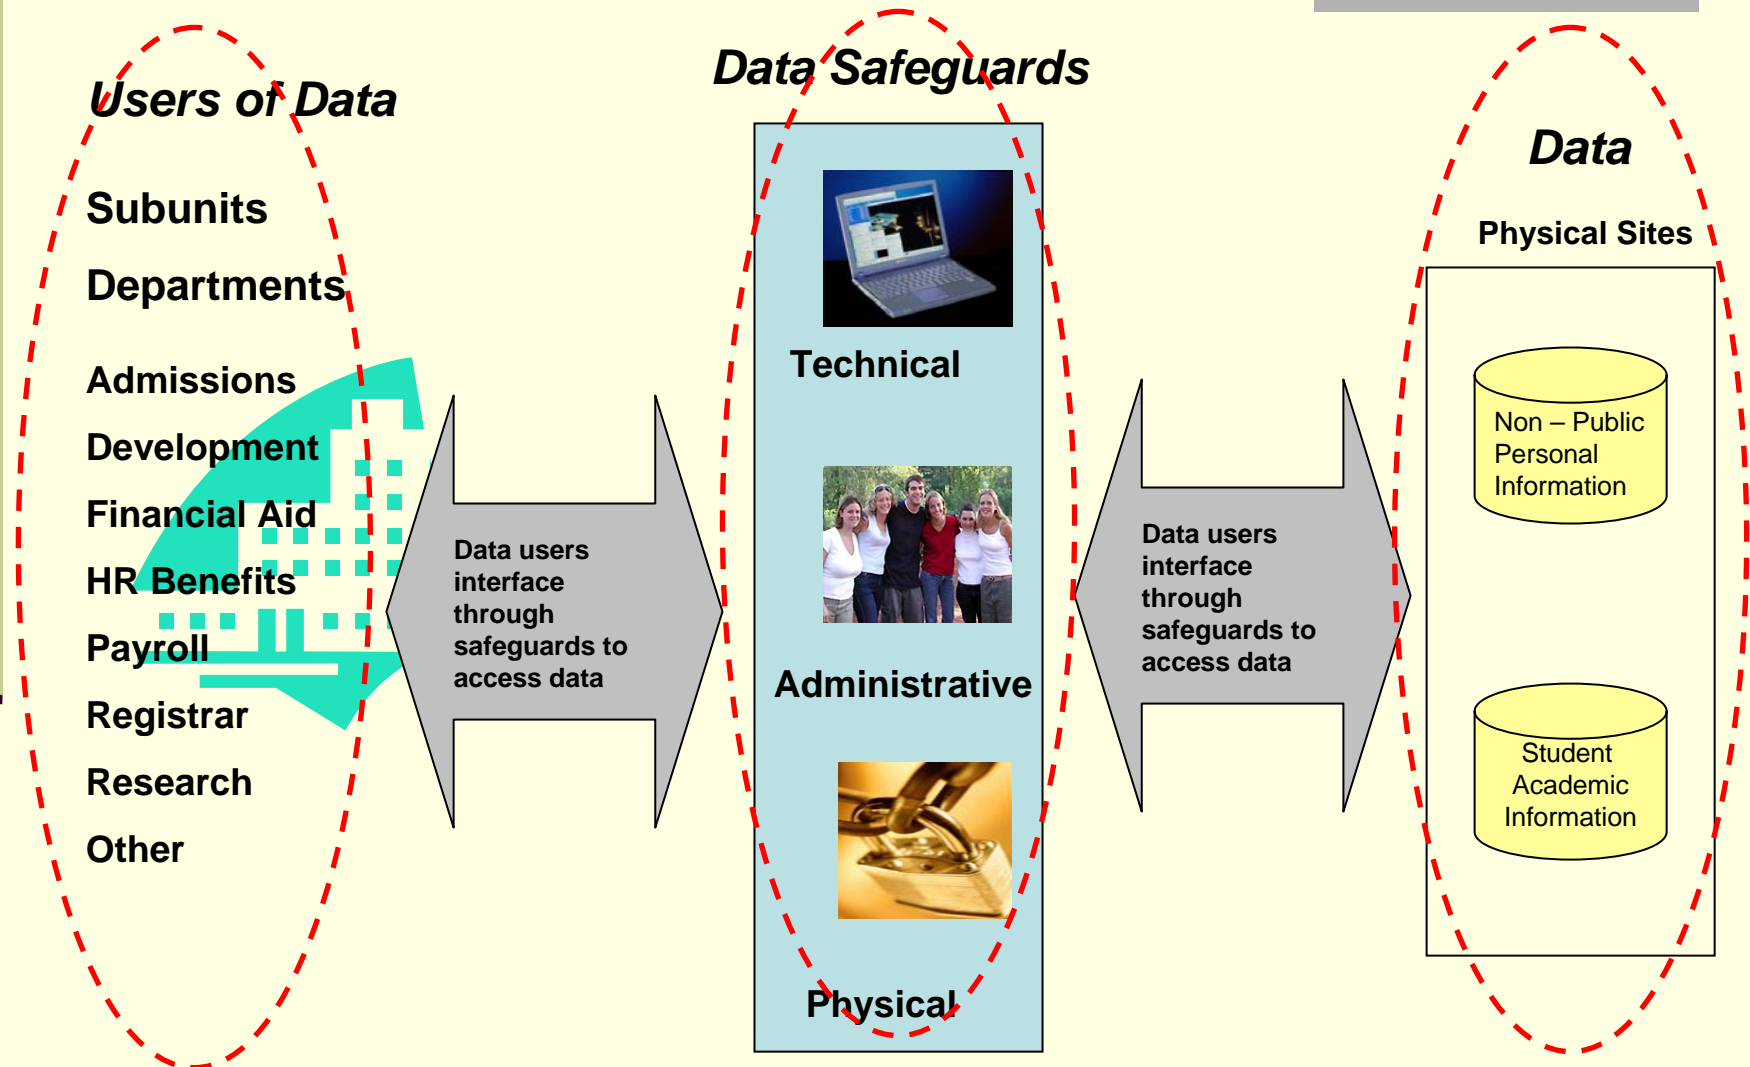 Users of Data
Subunits
Departments
Admissions
Development
Financial Aid
HR Benefits
Payroll
Registrar
Research
Other
Data users
interface
through
safeguards to
access data
Data Safeguards
Technical
Administrative
Physical
Data users
interface
through
safeguards to
access data
Data
Physical Sites
Non – Public
Personal
Information
Student
Academic
Information